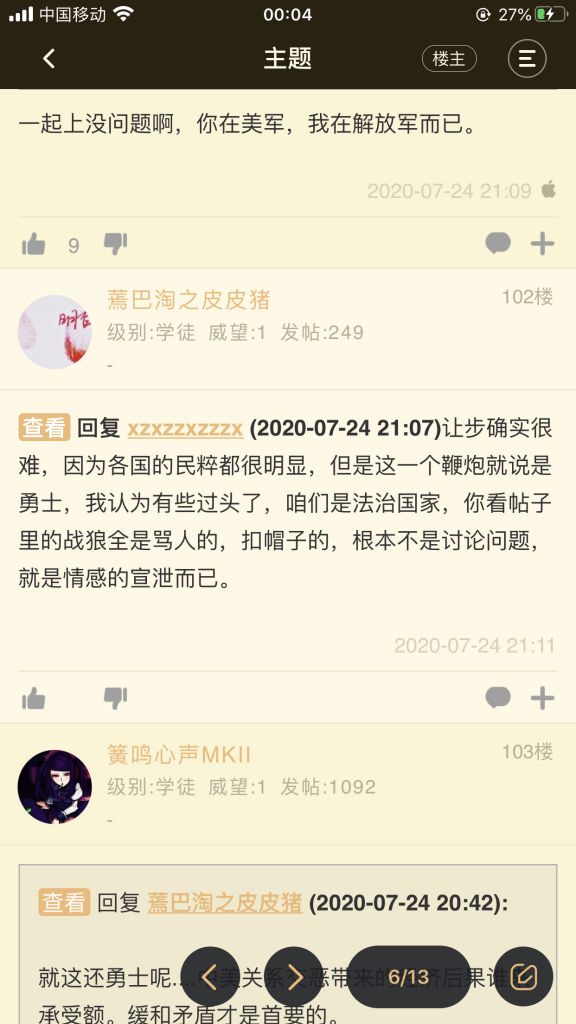 中国移动
00:04
27%
主题
楼主
一起上没问题啊，你在美军，我在解放军而已。
2020-07-24 21:09
9
蔫巴淘之皮皮猪
102楼
级别:学徒 威望:1 发帖:249
-
查看 回复 xzxzzxzzzx (2020-07-24 21:07)让步确实很
难，因为各国的民粹都很明显，但是这一个鞭炮就说是
勇士，我认为有些过头了，咱们是法治国家，你看帖子
里的战狼全是骂人的，扣帽子的，根本不是讨论问题，
就是情感的宣泄而已。
2020-07-24 21:11
簧鸣心声MKII
103楼
级别:学徒 威望:1 发帖:1092
-
查看 回复 蔫巴淘之皮皮猪 (2020-07-24 20:42):
就这还勇士呢....中美关系交恶带来的经济后果谁
承受额。缓和矛盾才是首要的。
6/13